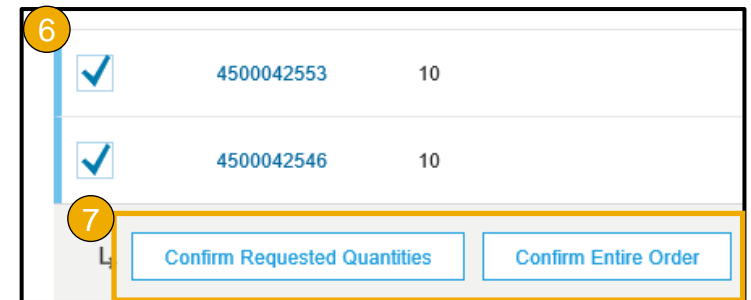 6
4500042553 10
4500042546 10
7
Confirm Requested Quantities Confirm Entire Order